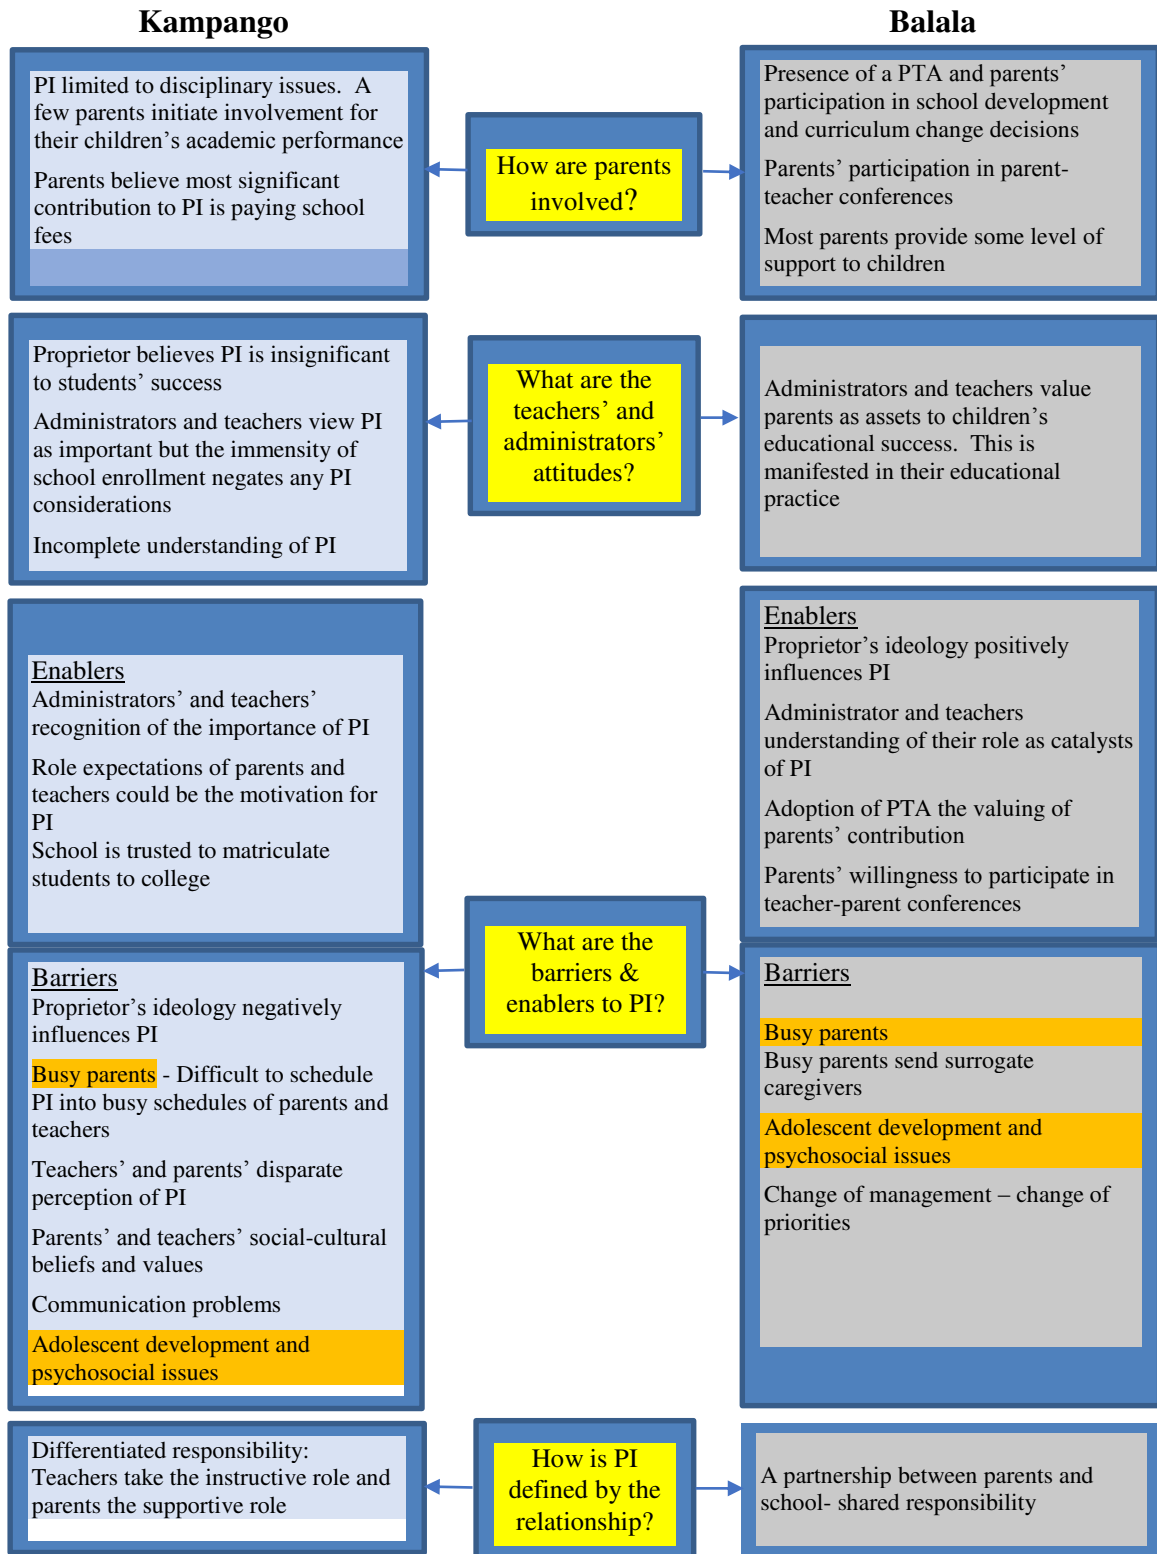 Kampango
Balala
PI limited to disciplinary issues.  A
few parents initiate involvement for
their children’s academic performance
Parents believe most significant
contribution to PI is paying school
fees
How are parents
involved?
Presence of a PTA and parents’
participation in school development
and curriculum change decisions
Parents’ participation in parent-
teacher conferences
Most parents provide some level of
support to children
Proprietor believes PI is insignificant
to students’ success
Administrators and teachers view PI
as important but the immensity of
school enrollment negates any PI
considerations
Incomplete understanding of PI
What are the
teachers’ and
administrators’
attitudes?
Administrators and teachers value
parents as assets to children’s
educational success.  This is
manifested in their educational
practice
Enablers
Administrators’ and teachers’
recognition of the importance of PI
Role expectations of parents and
teachers could be the motivation for
PI
School is trusted to matriculate
students to college
Barriers
Proprietor’s ideology negatively
influences PI
Busy parents - Difficult to schedule
PI into busy schedules of parents and
teachers
Teachers’ and parents’ disparate
perception of PI
Parents’ and teachers’ social-cultural
beliefs and values
Communication problems
Adolescent development and
psychosocial issues
What are the
barriers &
enablers to PI?
Enablers
Proprietor’s ideology positively
influences PI
Administrator and teachers
understanding of their role as catalysts
of PI
Adoption of PTA the valuing of
parents’ contribution
Parents’ willingness to participate in
teacher-parent conferences
Barriers
Busy parents
Busy parents send surrogate
caregivers
Adolescent development and
psychosocial issues
Change of management – change of
priorities
Differentiated responsibility:
Teachers take the instructive role and
parents the supportive role
How is PI
defined by the
relationship?
A partnership between parents and
school- shared responsibility